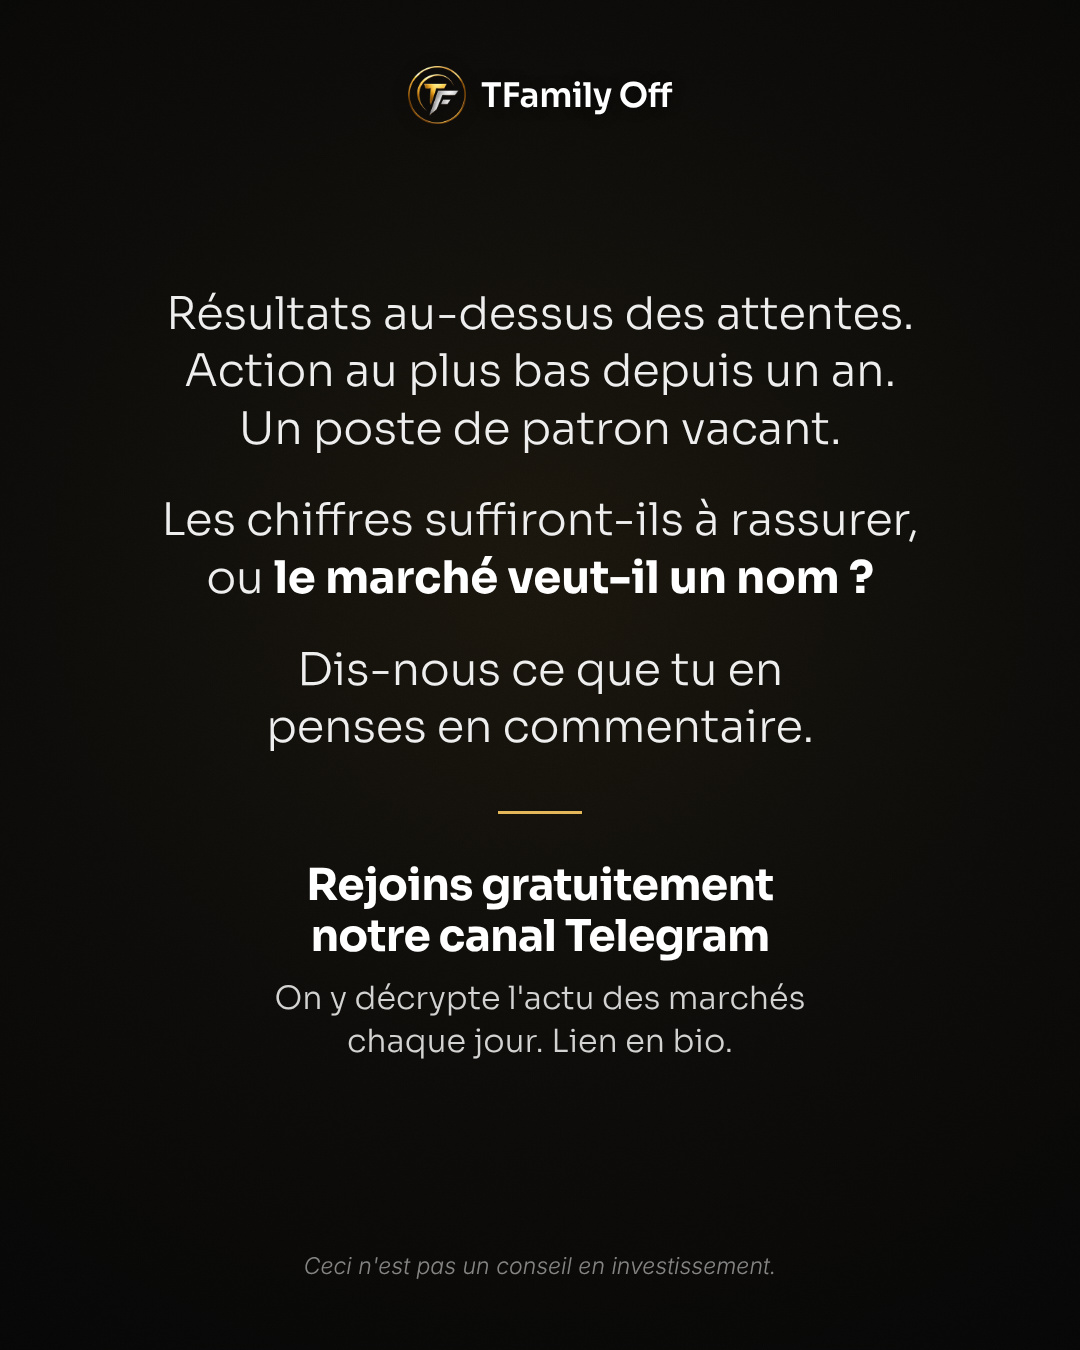 TF TFamily Off
Résultats au-dessus des attentes.
Action au plus bas depuis un an.
Un poste de patron vacant.
Les chiffres suffiront-ils à rassurer,
ou le marché veut-il un nom ?
Dis-nous ce que tu en
penses en commentaire.
Rejoins gratuitement
notre canal Telegram
On y décrypte l'actu des marchés
chaque jour. Lien en bio.
Ceci n'est pas un conseil en investissement.